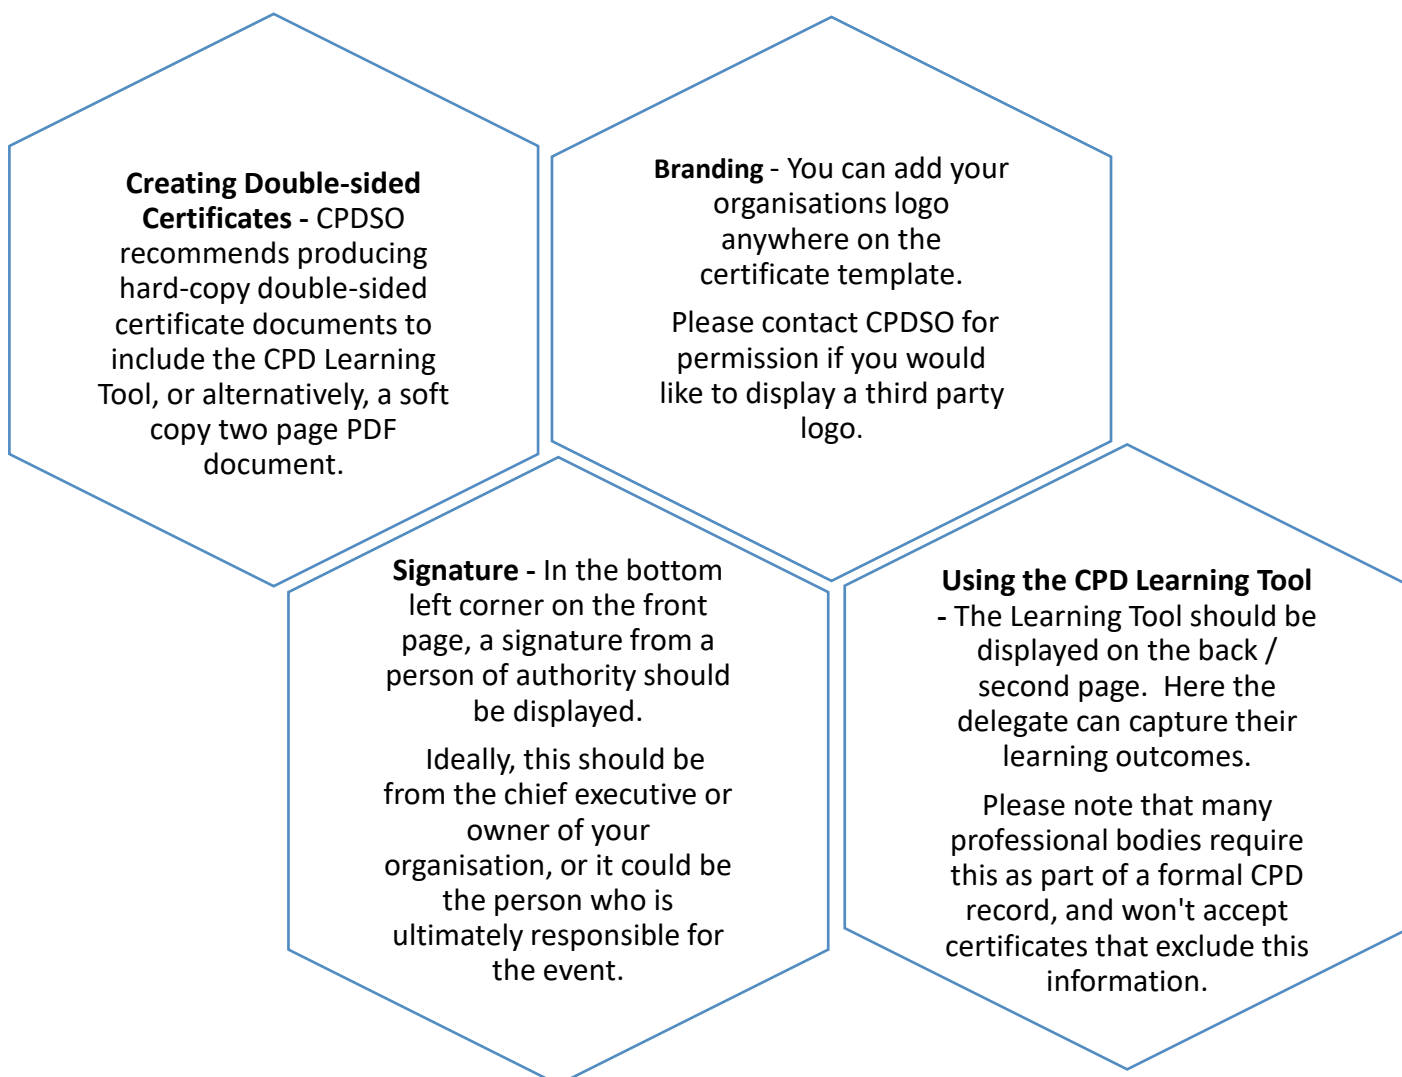 Creating Double-sided
Certificates - CPDSO
recommends producing
hard-copy double-sided
certificate documents to
include the CPD Learning
Tool, or alternatively, a soft
copy two page PDF
document.
Branding - You can add your
organisations logo
anywhere on the
certificate template.
Please contact CPDSO for
permission if you would
like to display a third party
logo.
Signature - In the bottom
left corner on the front
page, a signature from a
person of authority should
be displayed.
Ideally, this should be
from the chief executive or
owner of your
organisation, or it could be
the person who is
ultimately responsible for
the event.
Using the CPD Learning Tool
- The Learning Tool should be
displayed on the back /
second page.  Here the
delegate can capture their
learning outcomes.
Please note that many
professional bodies require
this as part of a formal CPD
record, and won't accept
certificates that exclude this
information.